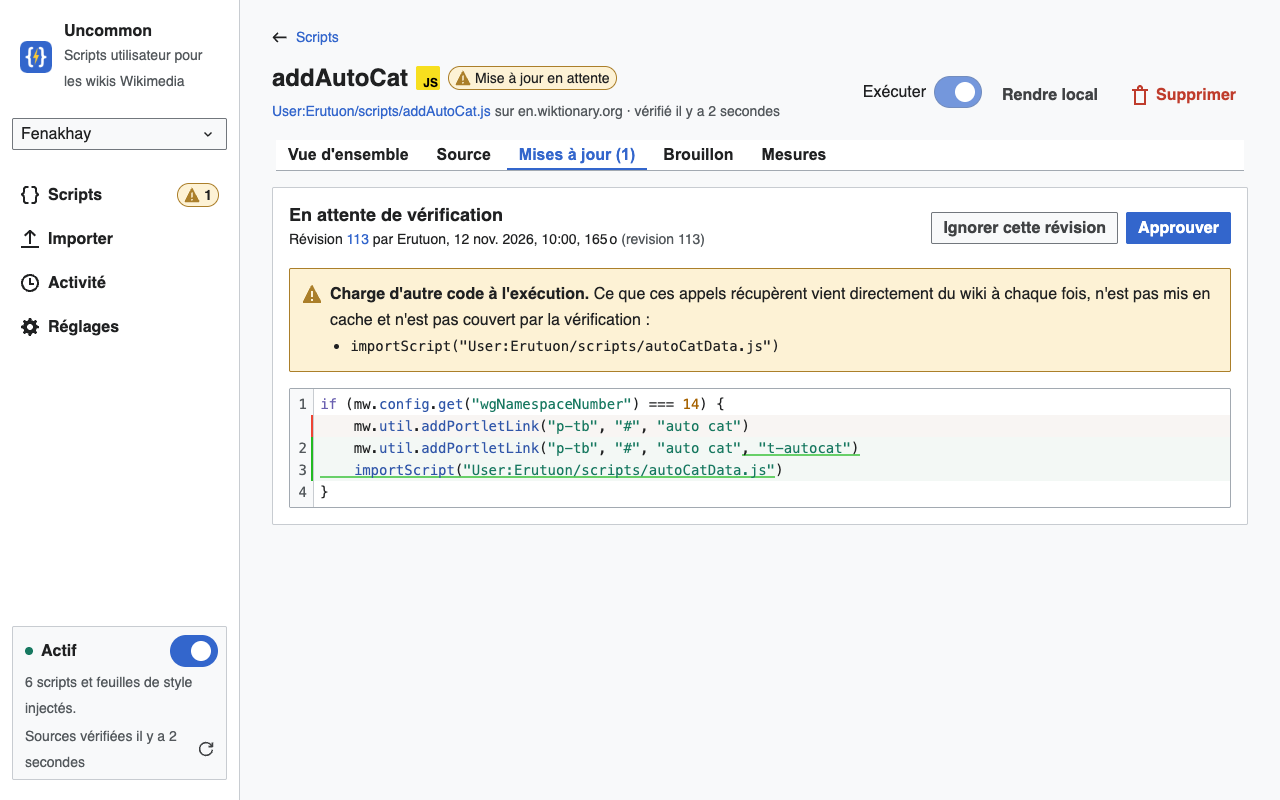 Uncommon
Scripts utilisateur pour
les wikis Wikimedia
Fenakhay
Scripts
1
Importer
Activité
Réglages
Actif
6 scripts et feuilles de style
injectés.
Sources vérifiées il y a 2
secondes
← Scripts
addAutoCat JS Mise à jour en attente
User:Erutuon/scripts/addAutoCat.js sur en.wiktionary.org · vérifié il y a 2 secondes
Exécuter
Rendre local
Supprimer
Vue d'ensemble Source Mises à jour (1) Brouillon Mesures
En attente de vérification
Révision 113 par Erutuon, 12 nov. 2026, 10:00, 165 o (revision 113)
Ignorer cette révision
Approuver
Charge d'autre code à l'exécution. Ce que ces appels récupèrent vient directement du wiki à chaque fois, n'est pas mis en
cache et n'est pas couvert par la vérification :
• importScript("User:Erutuon/scripts/autoCatData.js")
1 if (mw.config.get("wgNamespaceNumber") === 14) {
mw.util.addPortletLink("p-tb", "#", "auto cat")
2 mw.util.addPortletLink("p-tb", "#", "auto cat", "t-autocat")
3 importScript("User:Erutuon/scripts/autoCatData.js")
4 }